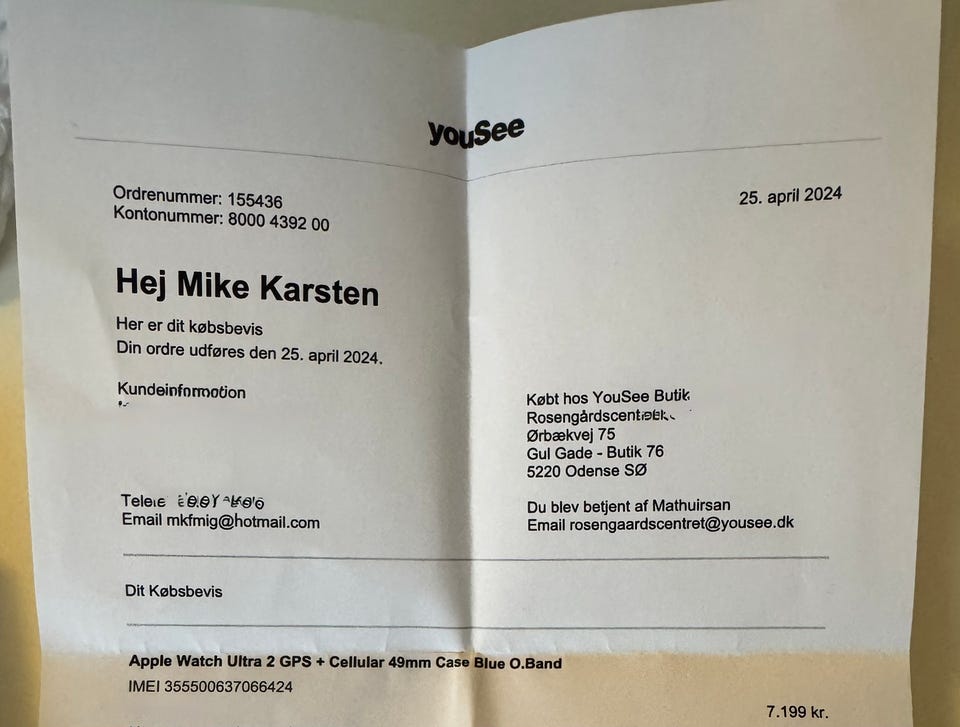 youSee
Ordrenummer: 155436
Kontonummer: 8000 4392 00
25. april 2024
Hej Mike Karsten
Her er dit købsbevis
Din ordre udføres den 25. april 2024.
Kundeinformation
Købt hos YouSee Butik
Ørbækvej 75
Gul Gade - Butik 76
5220 Odense SØ
Email mkfmig@hotmail.com
Du blev betjent af Mathuirsan
Email rosengaardscentret@yousee.dk
Dit Købsbevis
Apple Watch Ultra 2 GPS + Cellular 49mm Case Blue O.Band
IMEI 355500637066424
7.199 kr.